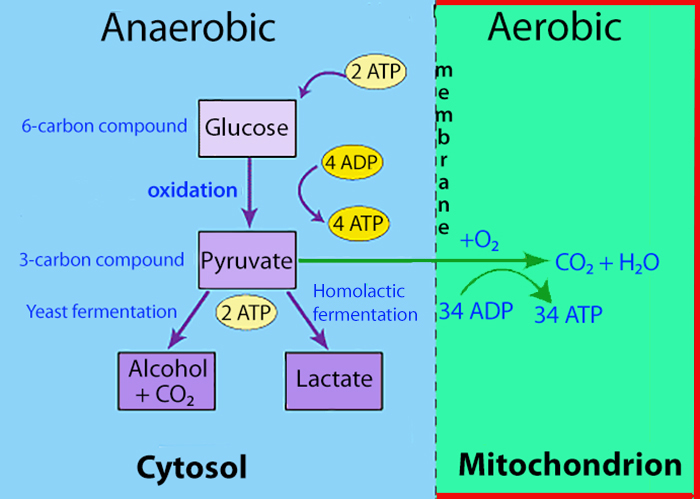 Anaerobic
Aerobic
membrane
2 ATP
6-carbon compound
Glucose
oxidation
4 ADP
4 ATP
3-carbon compound
Pyruvate
+O₂
CO₂ + H₂O
Yeast fermentation
2 ATP
Homolactic
fermentation
34 ADP
34 ATP
Alcohol
+ CO₂
Lactate
Cytosol
Mitochondrion